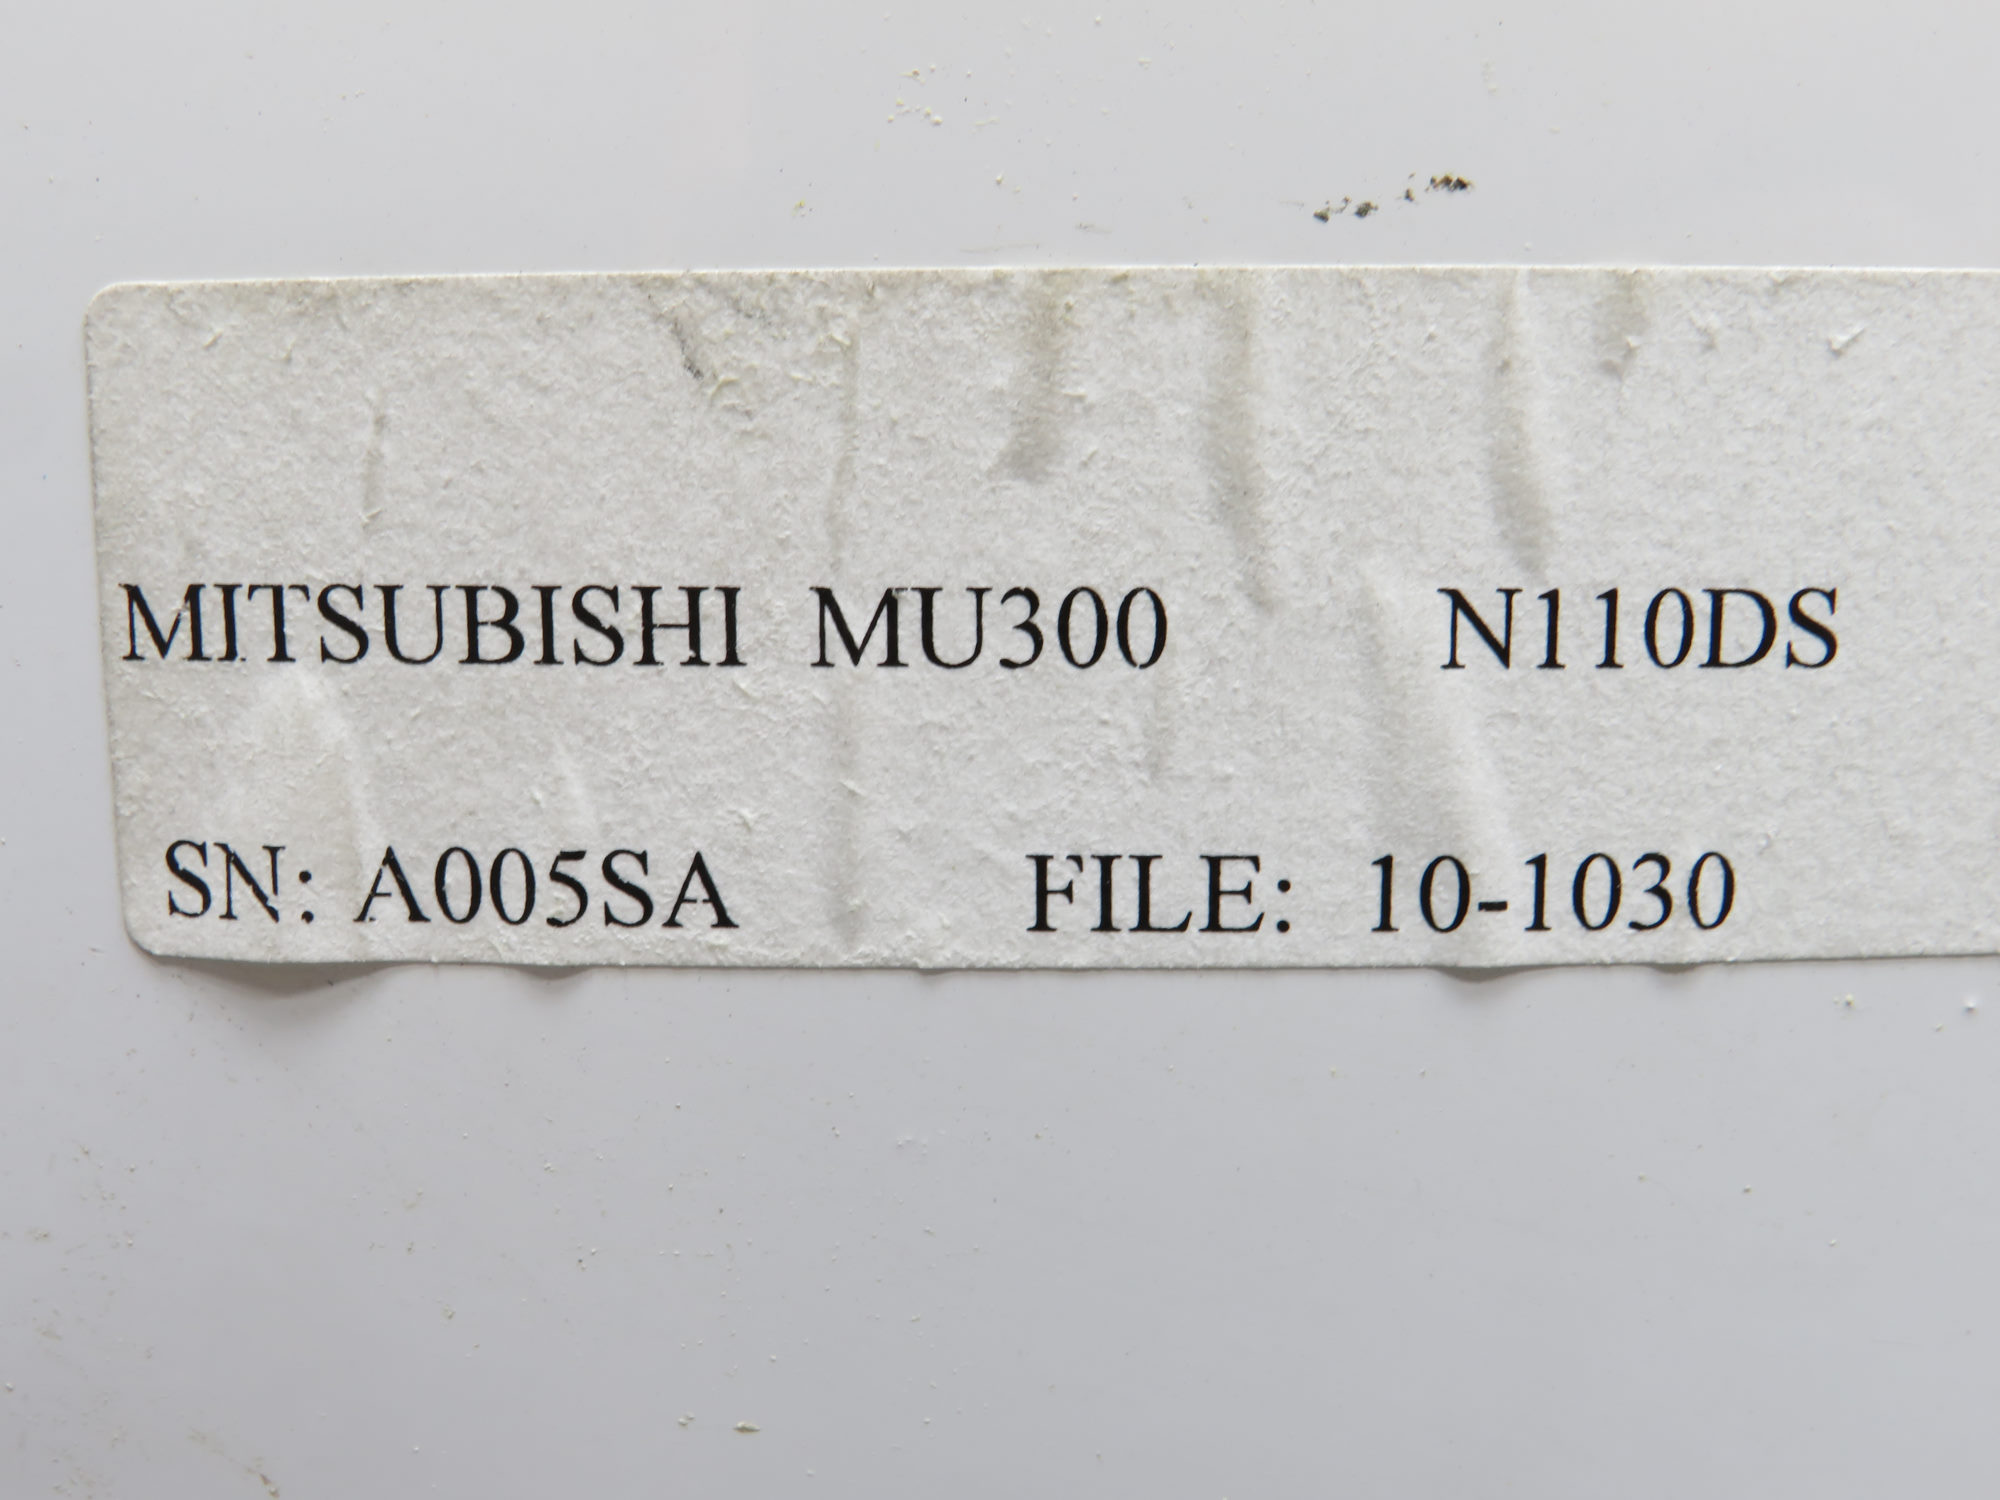 MITSUBISHI MU300 N110DS
SN: A005SA FILE: 10-1030